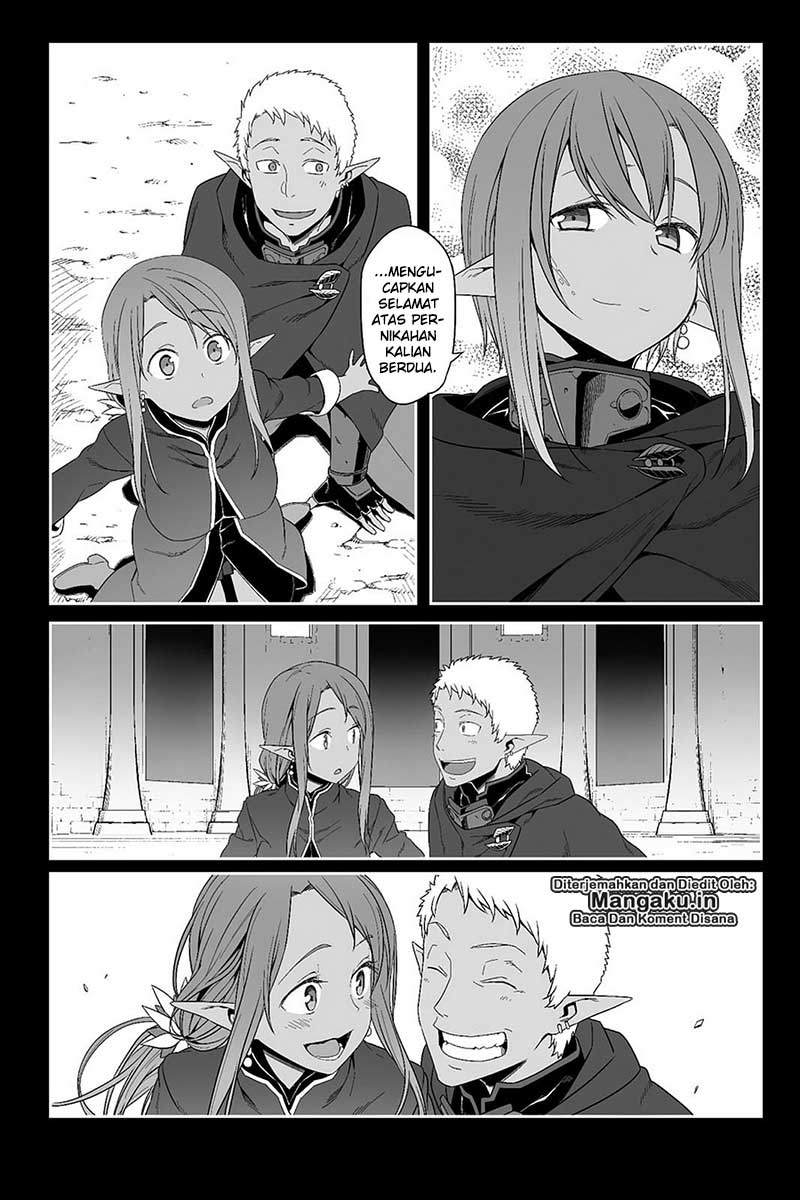 ...MENGU-
CAPKAN
SELAMAT
ATAS PER-
NIKAHAN
KALIAN
BERDUA.
Diterjemahkan dan Diedit Oleh:
Mangaku.in
Baca Dan Koment Disana